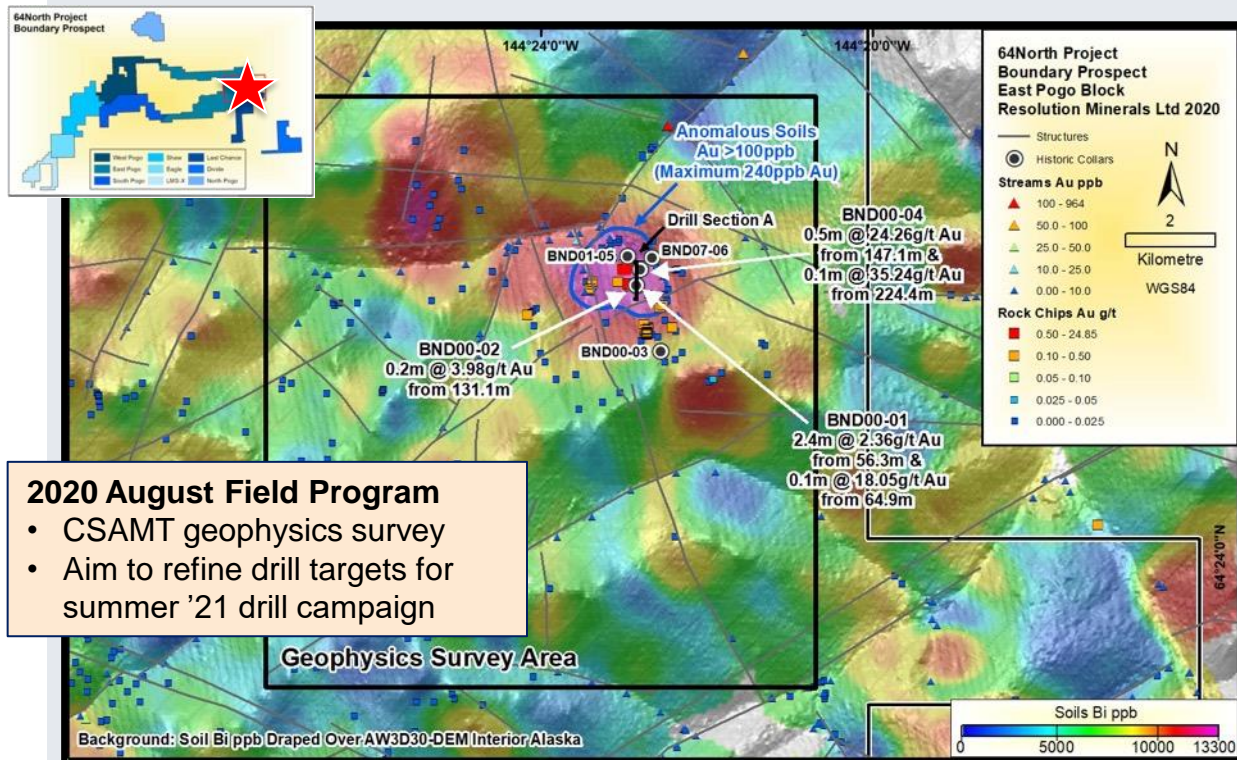 64North Project
Boundary Prospect
West Pogo
Shaw
Last Chance
East Pogo
Eagle
Divide
South Pogo
LMS-X
North Pogo
144°24'0"W
144°20'0"W
64°24'0"N
Anomalous Soils
Au >100ppb
(Maximum 240ppb Au)
Drill Section A
BND01-05
BND07-06
BND00-04
0.5m @ 24.26g/t Au
from 147.1m &
0.1m @ 35.24g/t Au
from 224.4m
BND00-02
0.2m @ 3.98g/t Au
from 131.1m
BND00-03
BND00-01
2.4m @ 2.36g/t Au
from 56.3m &
0.1m @ 18.05g/t Au
from 64.9m
64North Project
Boundary Prospect
East Pogo Block
Resolution Minerals Ltd 2020
Structures
Historic Collars
Streams Au ppb
100 - 964
50.0 - 100
25.0 - 50.0
10.0 - 25.0
0.00 - 10.0
Rock Chips Au g/t
0.50 - 24.85
0.10 - 0.50
0.05 - 0.10
0.025 - 0.05
0.000 - 0.025
N
2
Kilometre
WGS84
2020 August Field Program
• CSAMT geophysics survey
• Aim to refine drill targets for
summer ’21 drill campaign
Geophysics Survey Area
Background: Soil Bi ppb Draped Over AW3D30-DEM Interior Alaska
Soils Bi ppb
0 5000 10000 13300